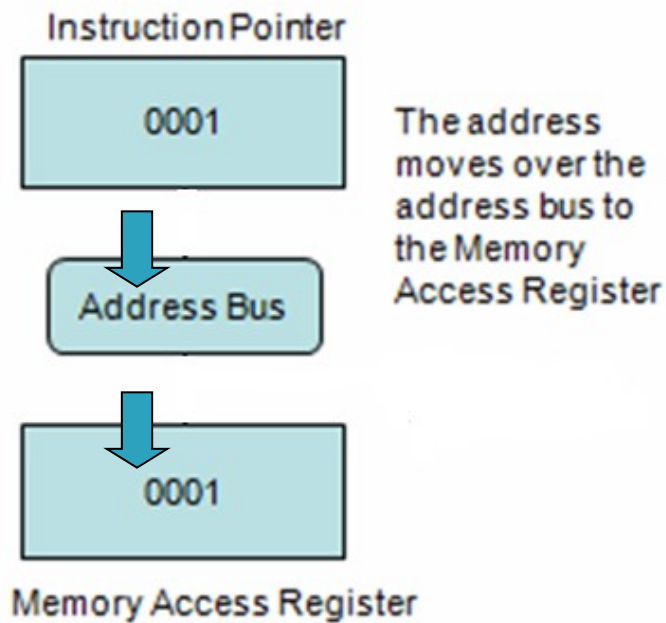 Instruction Pointer
0001
The address
moves over the
address bus to
the Memory
Access Register
Address Bus
0001
Memory Access Register